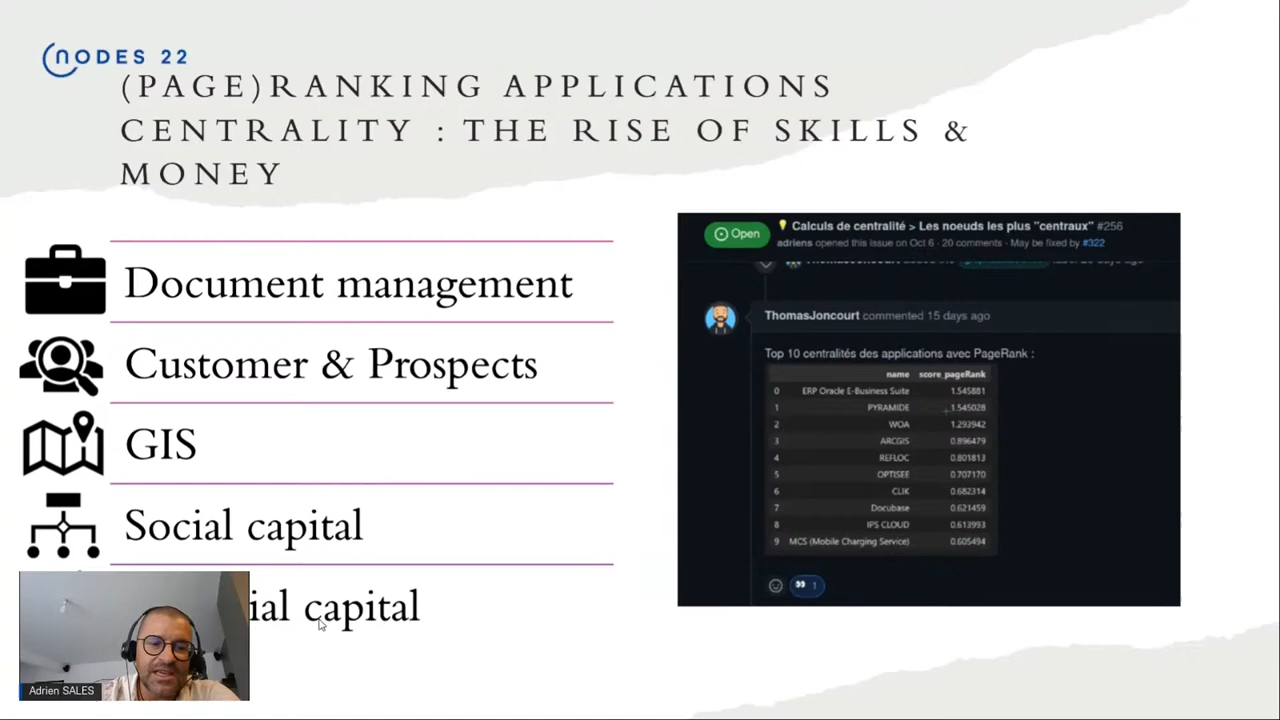 NODES 22
(PAGE)RANKING APPLICATIONS
CENTRALITY : THE RISE OF SKILLS &
MONEY
Document management
Customer & Prospects
GIS
Social capital
ial capital
Adrien SALES
Open
Calculs de centralité > Les noeuds les plus "centraux" #256
adriens opened this issue on Oct 6 · 20 comments · May be fixed by #322
ThomasJoncourt commented 15 days ago
Top 10 centralités des applications avec PageRank :
name score_pageRank
0 ERP Oracle E-Business Suite 1.545881
1 PYRAMIDE 1.545028
2 WOA 1.293942
3 ARCGIS 0.896479
4 REFLOC 0.801813
5 OPTISEE 0.707170
6 CLIK 0.682314
7 Docubase 0.621459
8 IPS CLOUD 0.613993
9 MCS (Mobile Charging Service) 0.605494
1